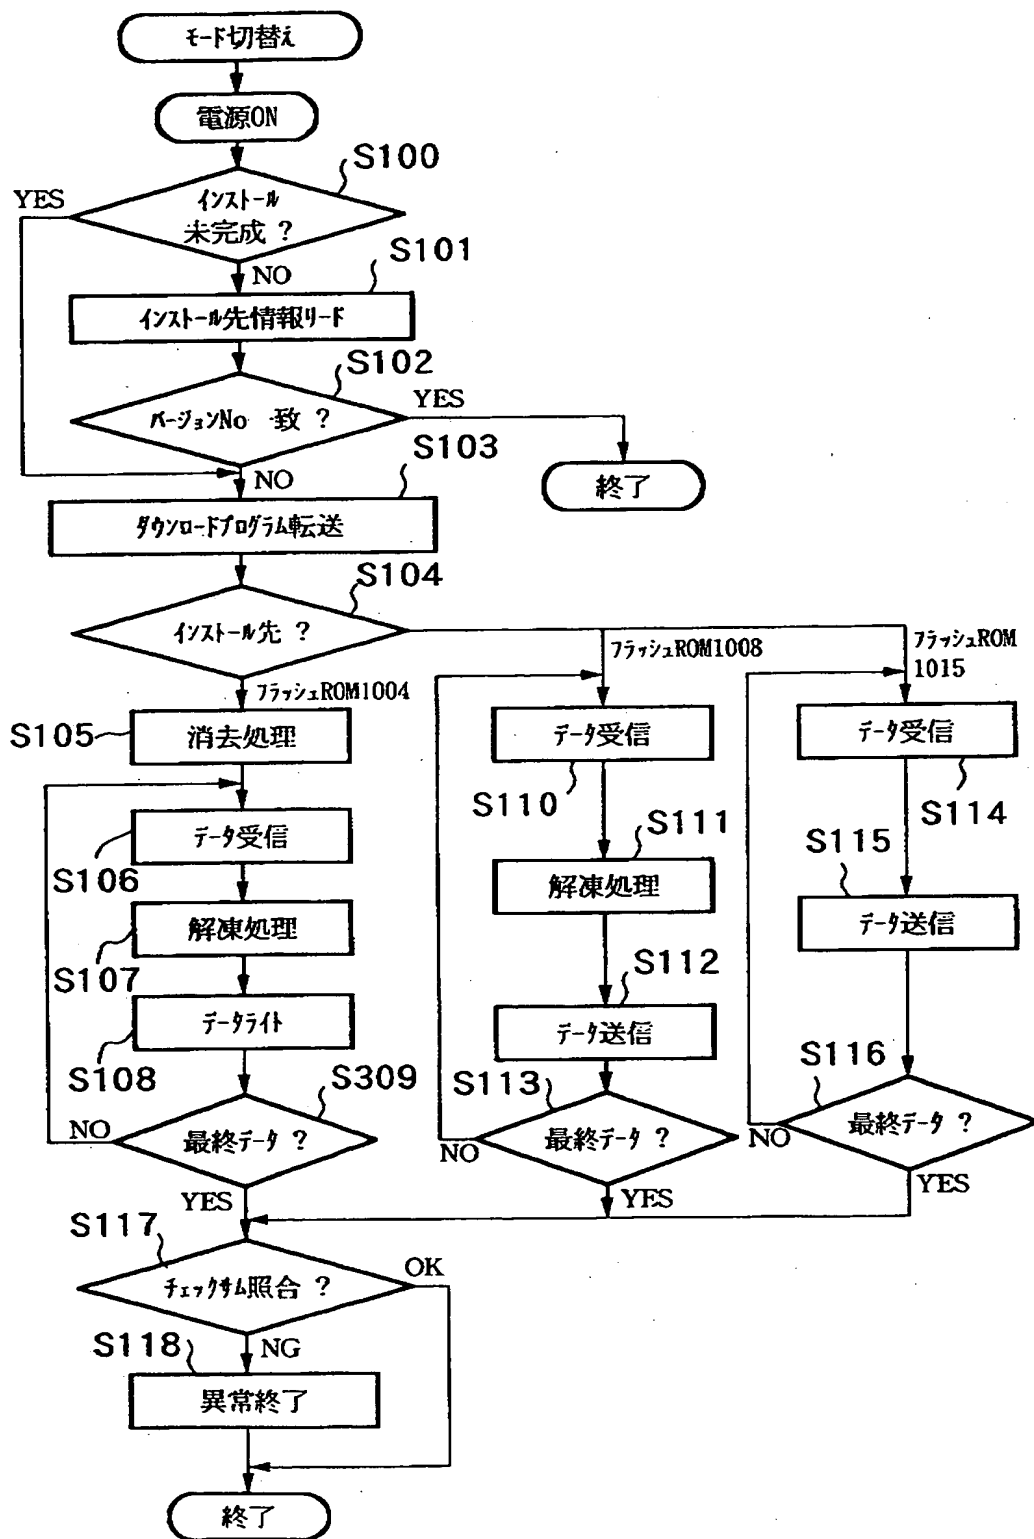 モード切替え
電源ON
S100
YES
インストール
未完成 ?
S101
NO
インストール先情報リード
S102
YES
バージョンNo 一致 ?
S103
NO
終了
ダウンロードプログラム転送
S104
インストール先 ?
フラッシュROM1008
フラッシュROM
1015
フラッシュROM1004
S105
消去処理
データ受信
データ受信
S110
S114
データ受信
S106
S111
S115
解凍処理
解凍処理
データ送信
S107
S112
データライト
データ送信
S108
S309
S113
S116
NO
最終データ ?
NO
最終データ ?
NO
最終データ ?
YES
YES
YES
S117
OK
チェックサム照合 ?
S118
NG
異常終了
終了